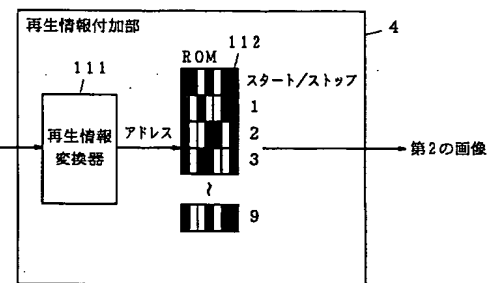 再生情報付加部
4
111
ROM
112
スタート/ストップ
1
再生情報
変換器
アドレス
2
3
第2の画像
~
9